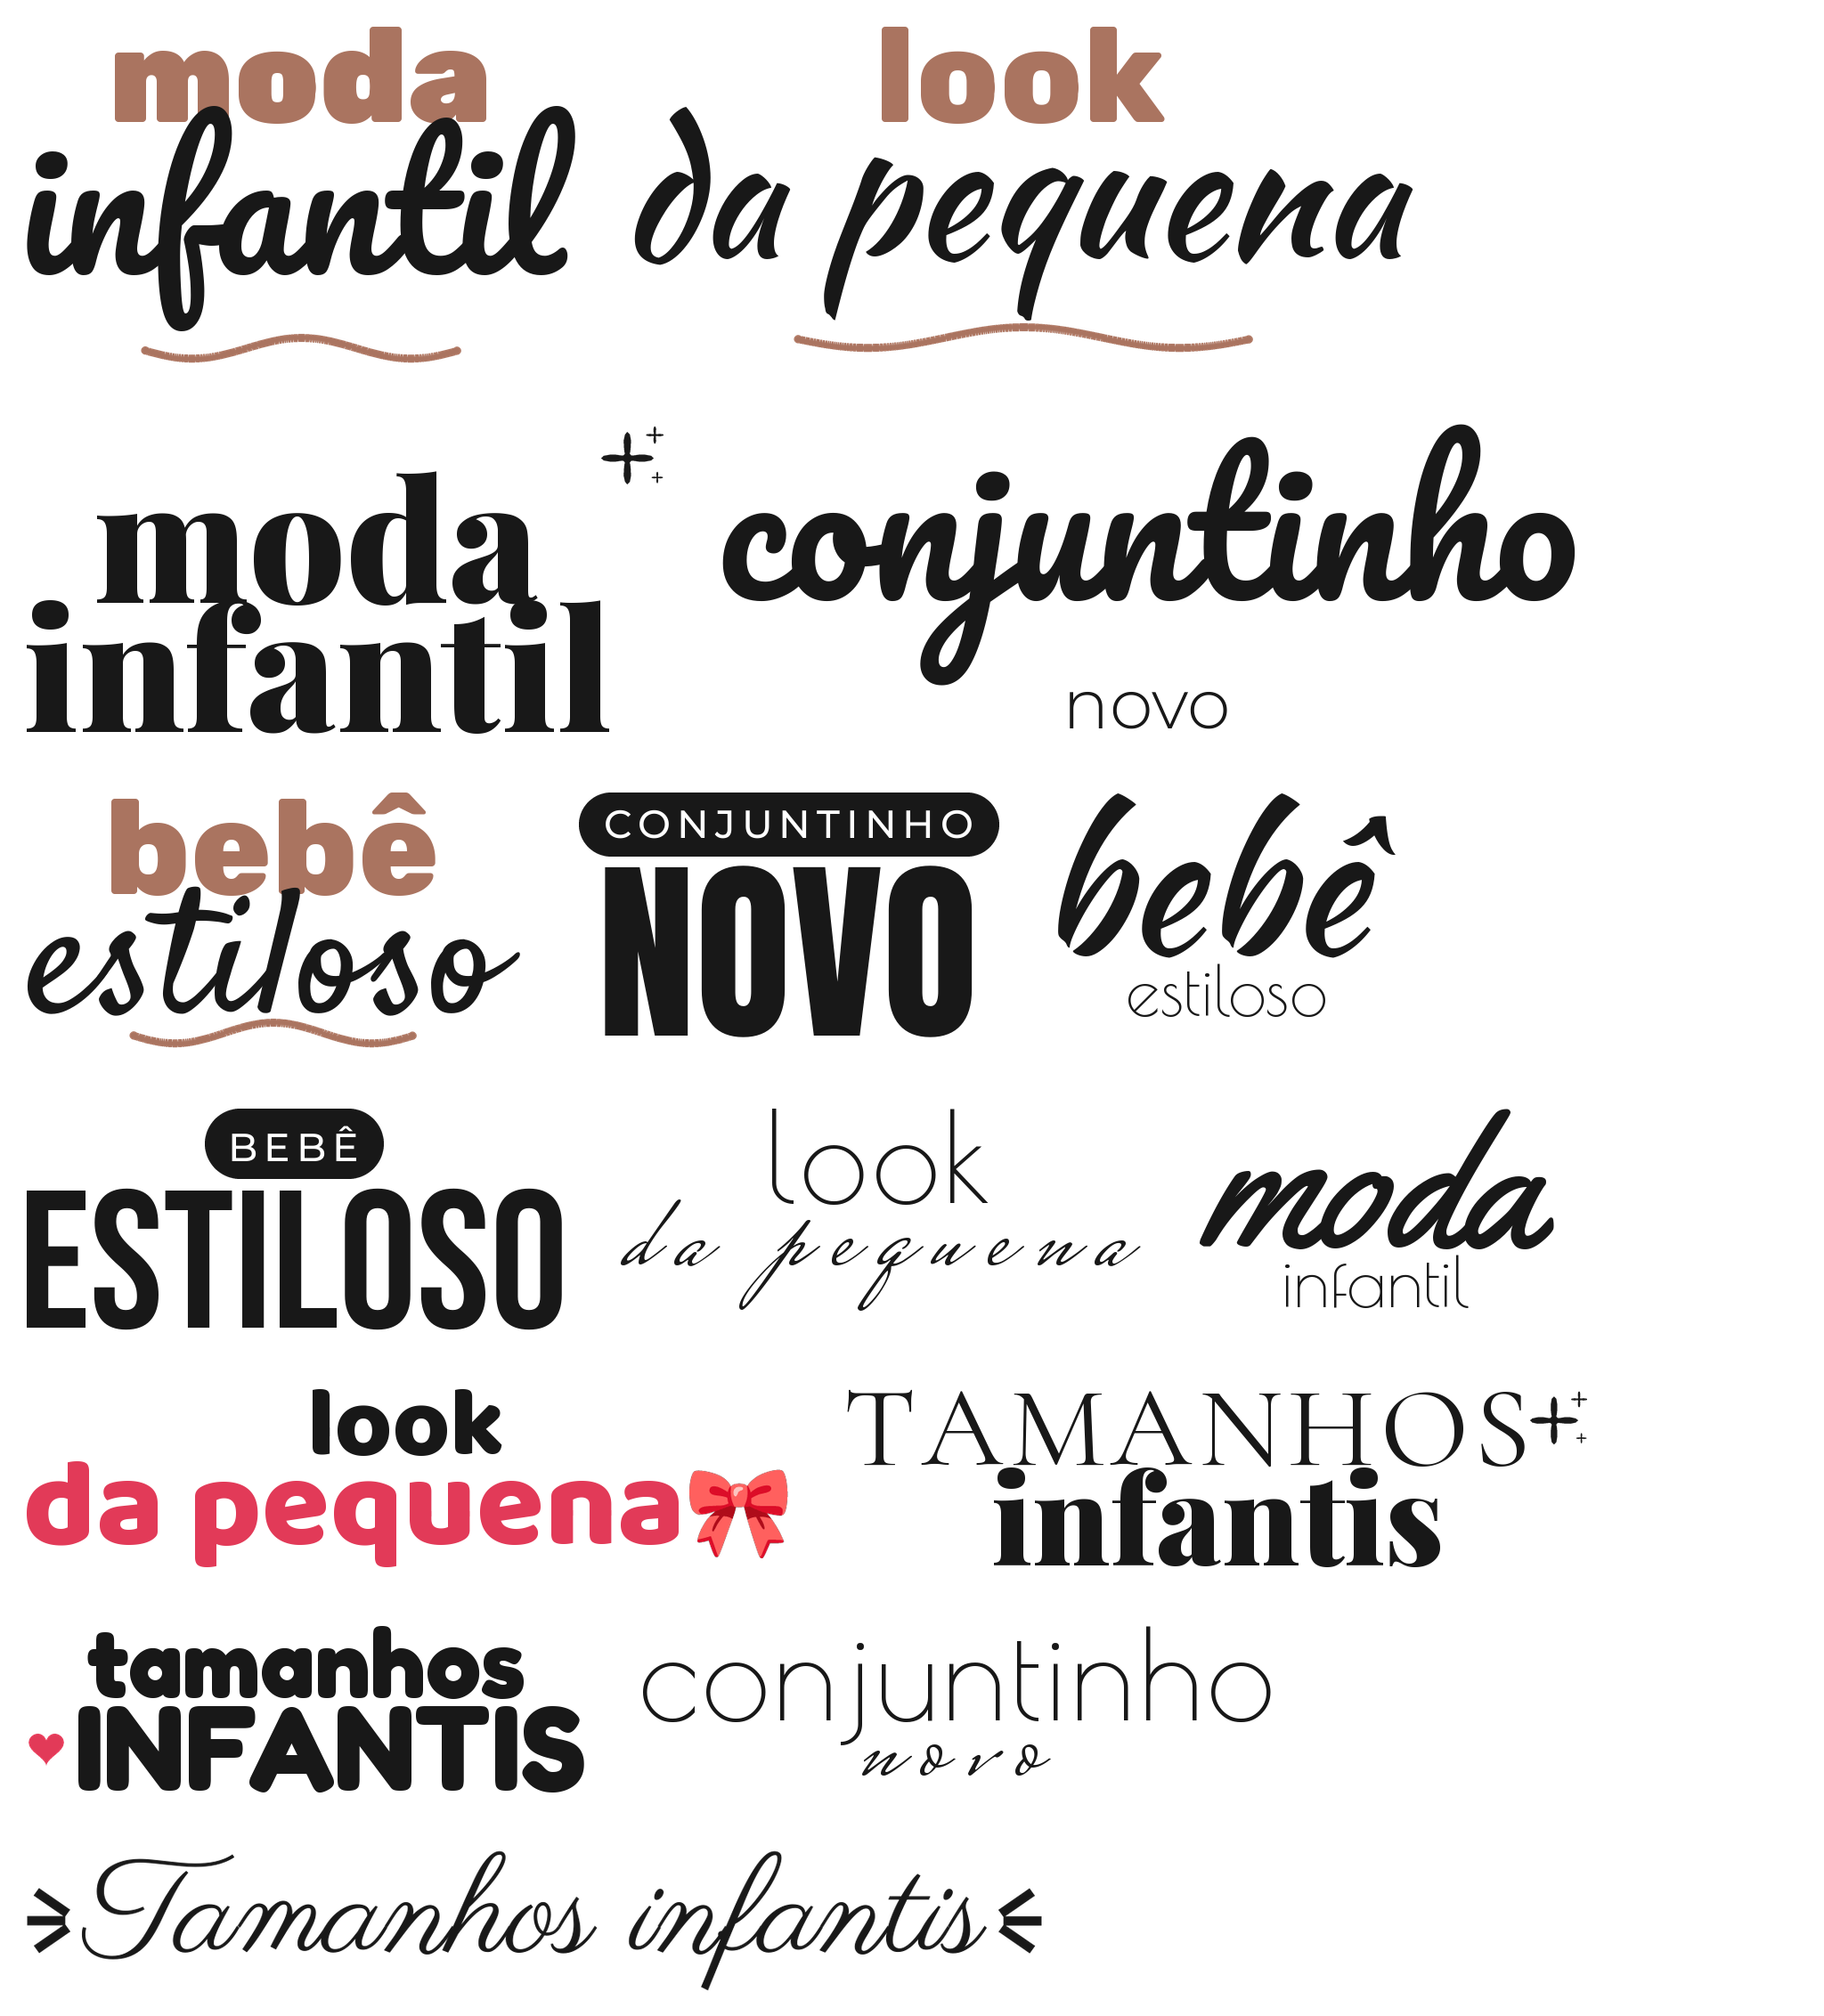 moda
infantil
look
da pequena
moda
infantil
conjuntinho
novo
bebê
estiloso
CONJUNTINHO
NOVO
bebê
estiloso
BEBÊ
ESTILOSO
look
da pequena
moda
infantil
look
da pequena
TAMANHOS
infantis
tamanhos
INFANTIS
conjuntinho
novo
Tamanhos infantis